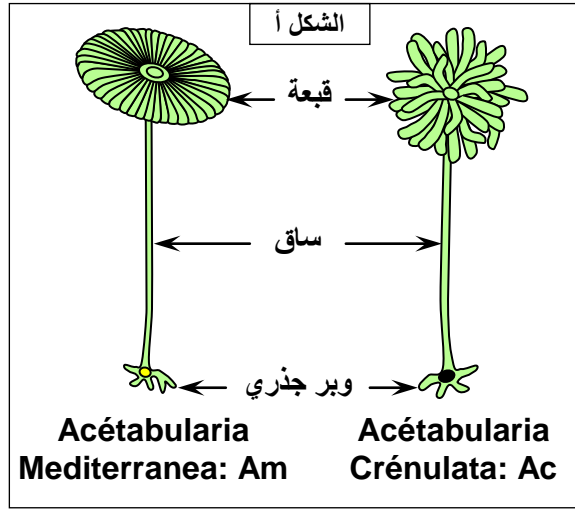 الشكل أ
قبعة
ساق
وبر جذري
Acétabularia
Mediterranea: Am
Acétabularia
Crénulata: Ac